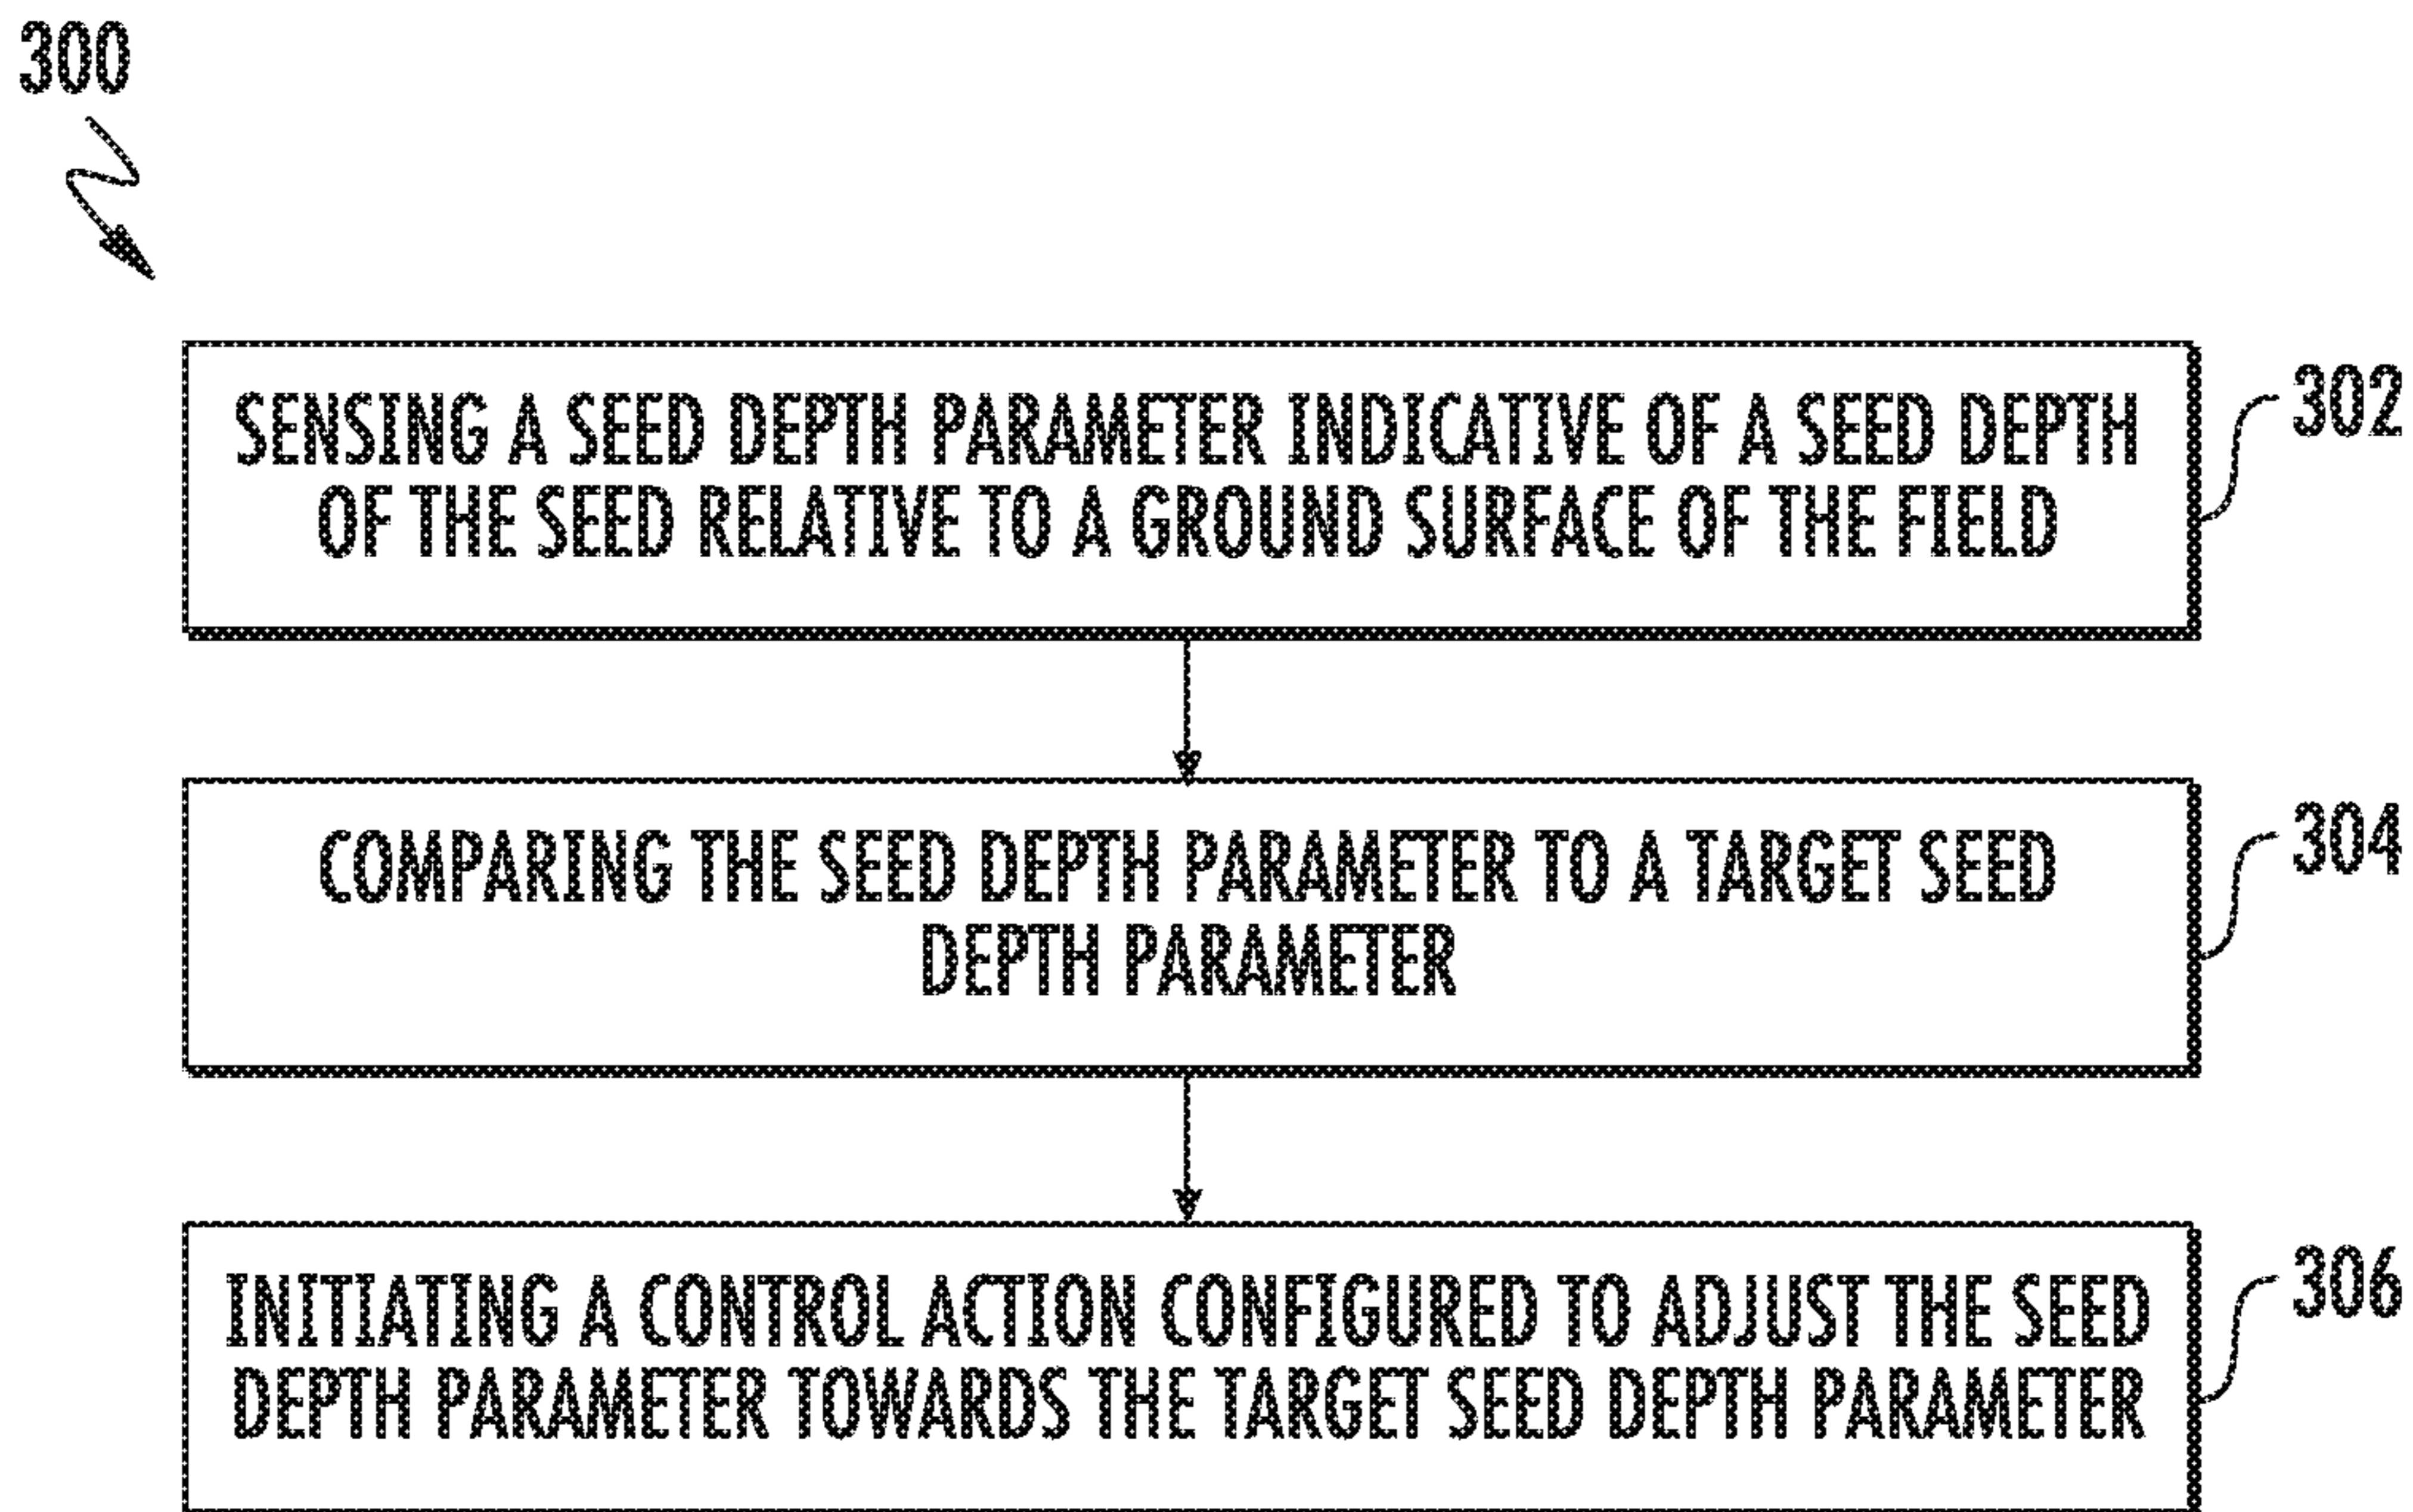 300
SENSING A SEED DEPTH PARAMETER INDICATIVE OF A SEED DEPTH
OF THE SEED RELATIVE TO A GROUND SURFACE OF THE FIELD
302
COMPARING THE SEED DEPTH PARAMETER TO A TARGET SEED
DEPTH PARAMETER
304
INITIATING A CONTROL ACTION CONFIGURED TO ADJUST THE SEED
DEPTH PARAMETER TOWARDS THE TARGET SEED DEPTH PARAMETER
306